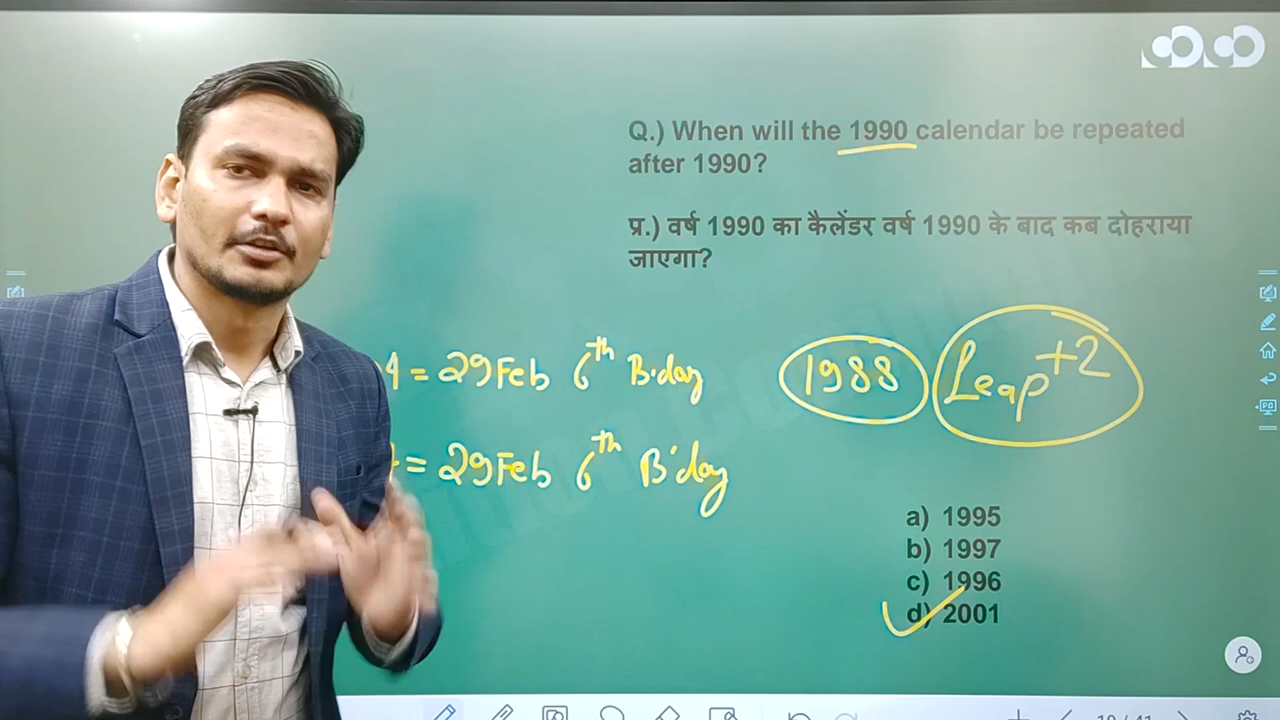 Q.) When will the 1990 calendar be repeated
after 1990?
प्र.) वर्ष 1990 का कैलेंडर वर्ष 1990 के बाद कब दोहराया
जाएगा?
4 = 29 Feb 6th B.day
1988 Leap+2
= 29 Feb 6th B'day
a) 1995
b) 1997
c) 1996
d) 2001